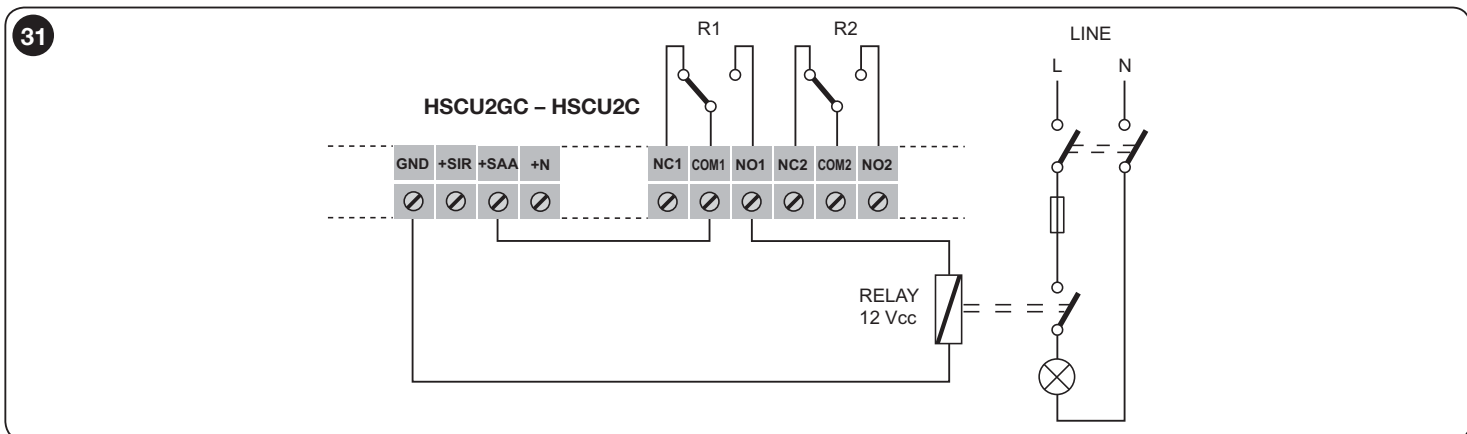 31
R1 R2 LINE
L N
HSCU2GC – HSCU2C
GND +SIR +SAA +N NC1 COM1 NO1 NC2 COM2 NO2
RELAY
12 Vcc